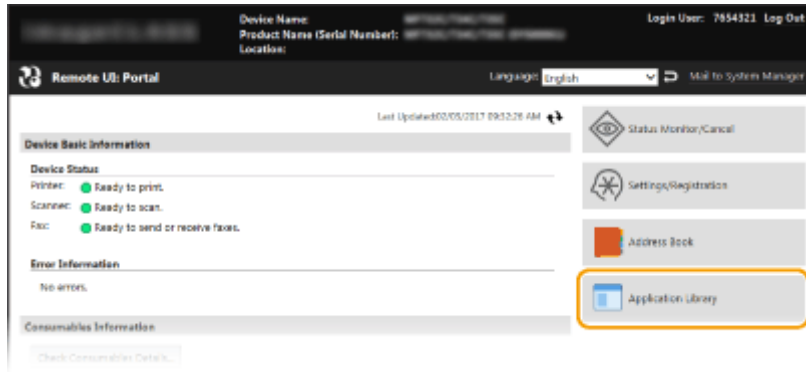 Device Name:
Login User: 7654321 Log Out
Product Name (Serial Number):
Location:
Remote UI: Portal
Language: English
Mail to System Manager
Last Updated:02/03/2017 09:32:26 AM
Device Basic Information
Device Status
Printer: Ready to print.
Scanner: Ready to scan.
Fax: Ready to send or receive faxes.
Error Information
No errors.
Consumables Information
Check Consumables Details...
Status Monitor/Cancel
Settings/Registration
Address Book
Application Library